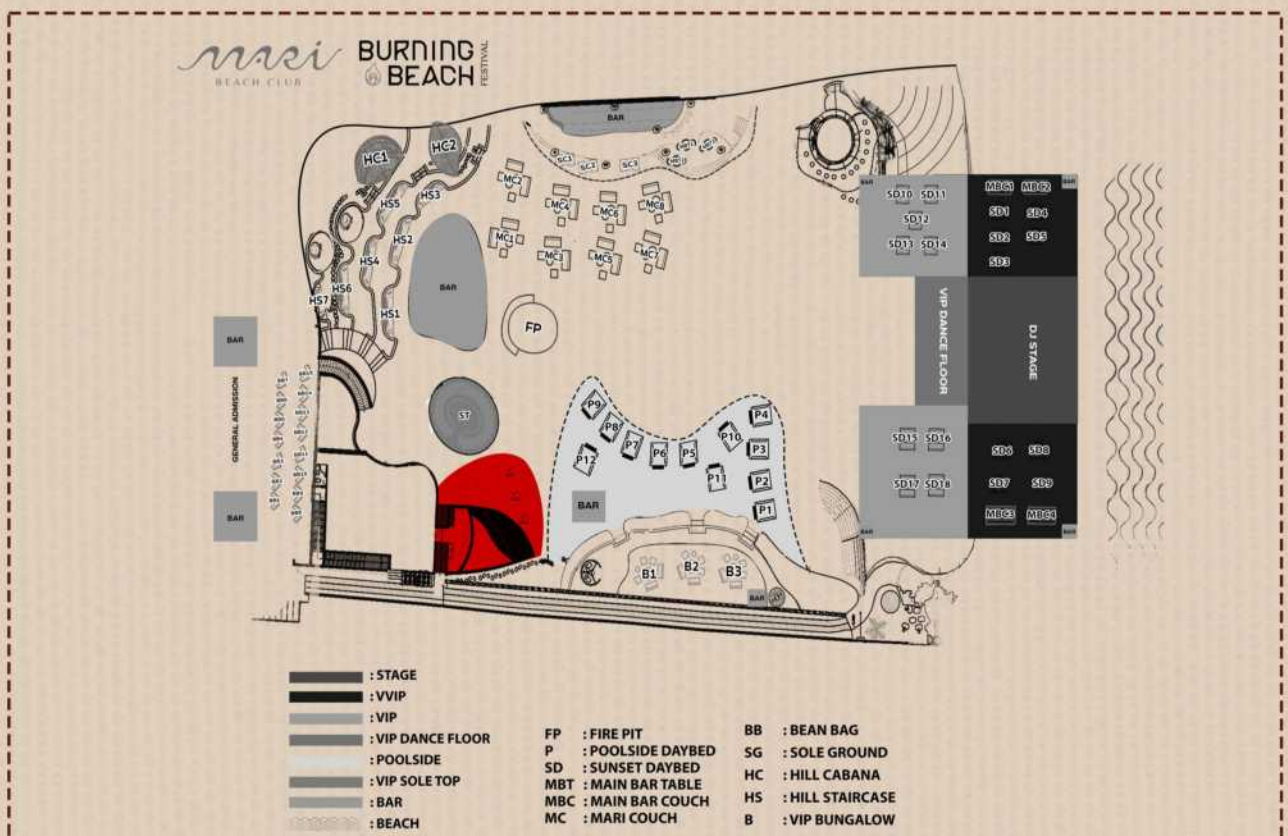 MARI
BEACH CLUB
BURNING
BEACH
FESTIVAL
BAR
HC1
HC2
SC1
SC2
SC3
HS5
HS3
HS2
HS4
HS6
HS7
HS1
MC2
MC4
MC6
MC8
MC1
MC3
MC5
MC7
BAR
FP
BAR
BAR
SD10
SD11
SD12
SD13
SD14
MBC1
MBC2
SD1
SD4
SD2
SD5
SD3
VIP DANCE FLOOR
DJ STAGE
BAR
GENERAL ADMISSION
BAR
ST
P9
P8
P7
P6
P5
P12
P10
P11
P4
P3
P2
P1
BAR
B1
B2
B3
BAR
SD15
SD16
SD17
SD18
SD6
SD8
SD7
SD9
MBC3
MBC4
BAR
BAR
: STAGE
: VVIP
: VIP
: VIP DANCE FLOOR
: POOLSIDE
: VIP SOLE TOP
: BAR
: BEACH
FP : FIRE PIT
P : POOLSIDE DAYBED
SD : SUNSET DAYBED
MBT : MAIN BAR TABLE
MBC : MAIN BAR COUCH
MC : MARI COUCH
BB : BEAN BAG
SG : SOLE GROUND
HC : HILL CABANA
HS : HILL STAIRCASE
B : VIP BUNGALOW